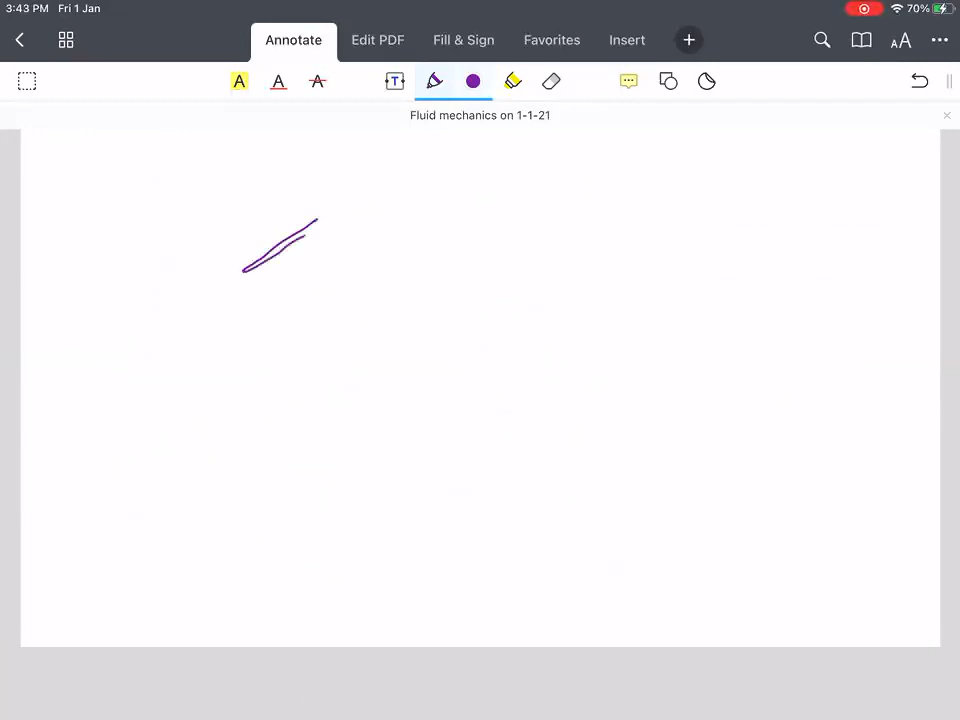 3:43 PM Fri 1 Jan 70%
Annotate Edit PDF Fill & Sign Favorites Insert + AA
A A A T
Fluid mechanics on 1-1-21